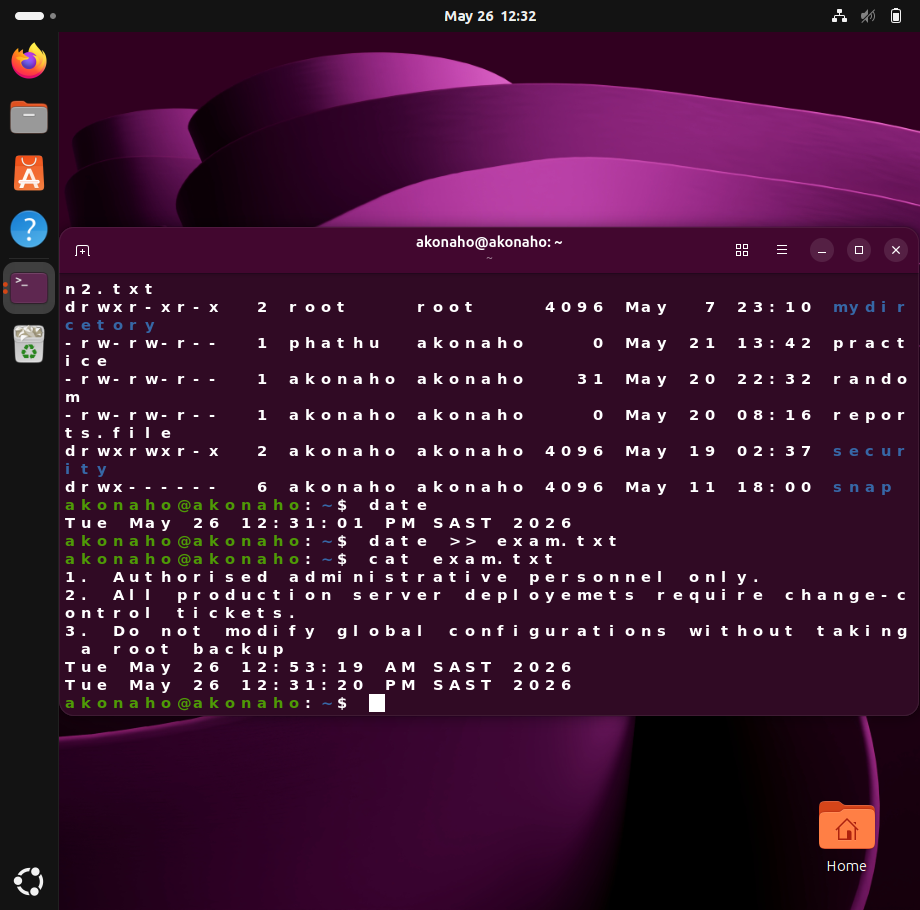 May 26 12:32
akonaho@akonaho: ~
~
n2.txt
drwxr-xr-x  2 root    root     4096 May  7 23:10 mydir
cetory
-rw-rw-r--  1 phathu  akonaho     0 May 21 13:42 pract
ice
-rw-rw-r--  1 akonaho akonaho    31 May 20 22:32 rando
m
-rw-rw-r--  1 akonaho akonaho     0 May 20 08:16 repor
ts.file
drwxrwxr-x  2 akonaho akonaho  4096 May 19 02:37 secur
ity
drwx------  6 akonaho akonaho  4096 May 11 18:00 snap
akonaho@akonaho:~$ date
Tue May 26 12:31:01 PM SAST 2026
akonaho@akonaho:~$ date >> exam.txt
akonaho@akonaho:~$ cat exam.txt
1. Authorised administrative personnel only.
2. All production server deployemets require change-c
ontrol tickets.
3. Do not modify global configurations without taking
 a root backup
Tue May 26 12:53:19 AM SAST 2026
Tue May 26 12:31:20 PM SAST 2026
akonaho@akonaho:~$
Home